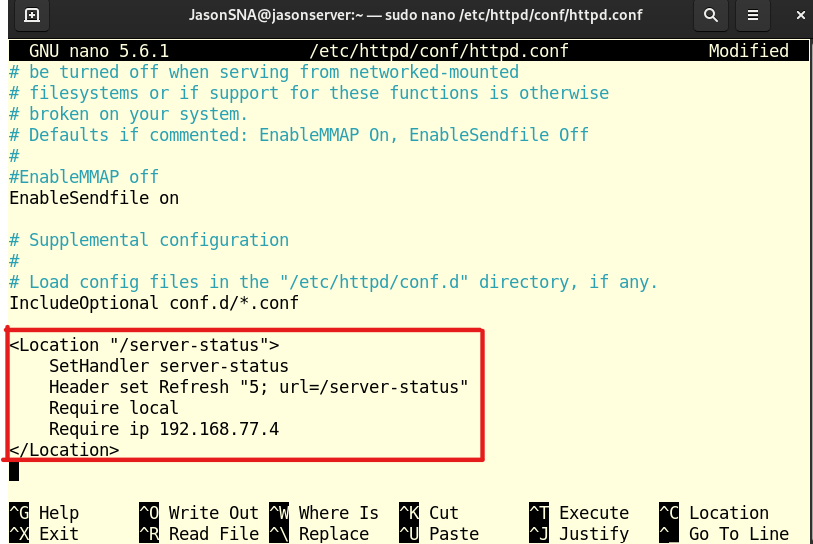 JasonSNA@jasonserver:~ — sudo nano /etc/httpd/conf/httpd.conf
GNU nano 5.6.1 /etc/httpd/conf/httpd.conf Modified
# be turned off when serving from networked-mounted
# filesystems or if support for these functions is otherwise
# broken on your system.
# Defaults if commented: EnableMMAP On, EnableSendfile Off
#
#EnableMMAP off
EnableSendfile on
# Supplemental configuration
#
# Load config files in the "/etc/httpd/conf.d" directory, if any.
IncludeOptional conf.d/*.conf
<Location "/server-status">
    SetHandler server-status
    Header set Refresh "5; url=/server-status"
    Require local
    Require ip 192.168.77.4
</Location>
^G Help ^O Write Out ^W Where Is ^K Cut ^T Execute ^C Location
^X Exit ^R Read File ^\ Replace ^U Paste ^J Justify ^_ Go To Line